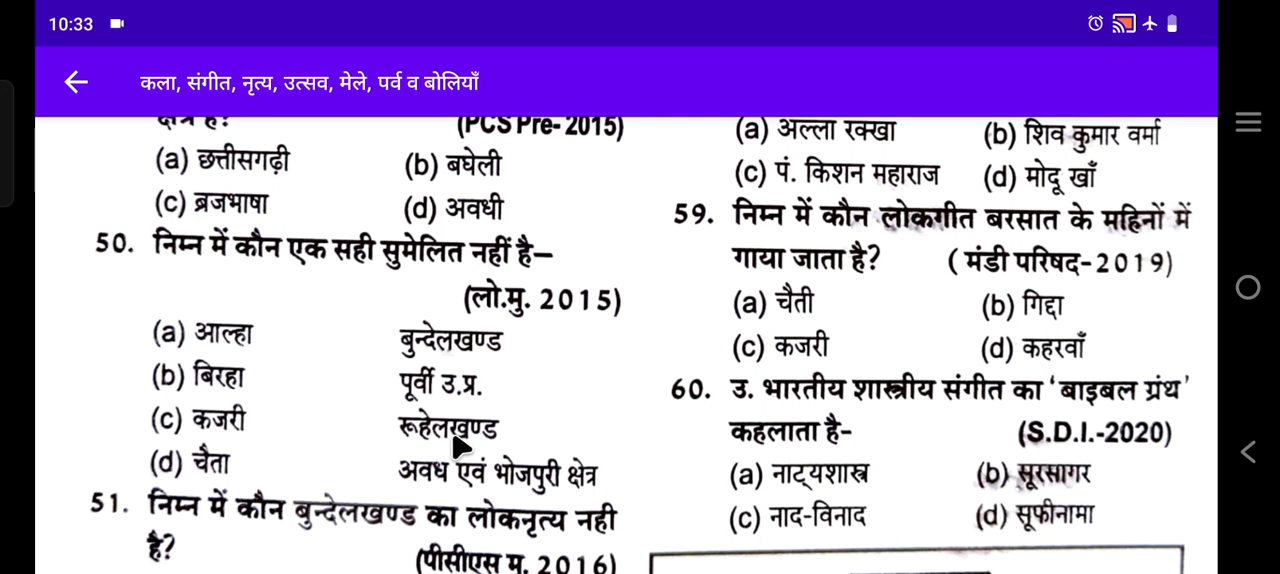 10:33
कला, संगीत, नृत्य, उत्सव, मेले, पर्व व बोलियाँ
क्षेत्र है?
(PCS Pre- 2015)
(a) छत्तीसगढ़ी (b) बघेली
(c) ब्रजभाषा (d) अवधी
50. निम्न में कौन एक सही सुमेलित नहीं है–
(लो.मु. 2015)
(a) आल्हा बुन्देलखण्ड
(b) बिरहा पूर्वी उ.प्र.
(c) कजरी रूहेलखण्ड
(d) चैता अवध एवं भोजपुरी क्षेत्र
51. निम्न में कौन बुन्देलखण्ड का लोकनृत्य नही
है?
(पीसीएस म. 2016)
(a) अल्ला रक्खा (b) शिव कुमार वर्मा
(c) पं. किशन महाराज (d) मोदू खाँ
59. निम्न में कौन लोकगीत बरसात के महिनों में
गाया जाता है? ( मंडी परिषद-2019)
(a) चैती (b) गिद्दा
(c) कजरी (d) कहरवाँ
60. उ. भारतीय शास्त्रीय संगीत का ‘बाइबल ग्रंथ’
कहलाता है- (S.D.I.-2020)
(a) नाट्यशास्त्र (b) सूरसागर
(c) नाद-विनाद (d) सूफीनामा